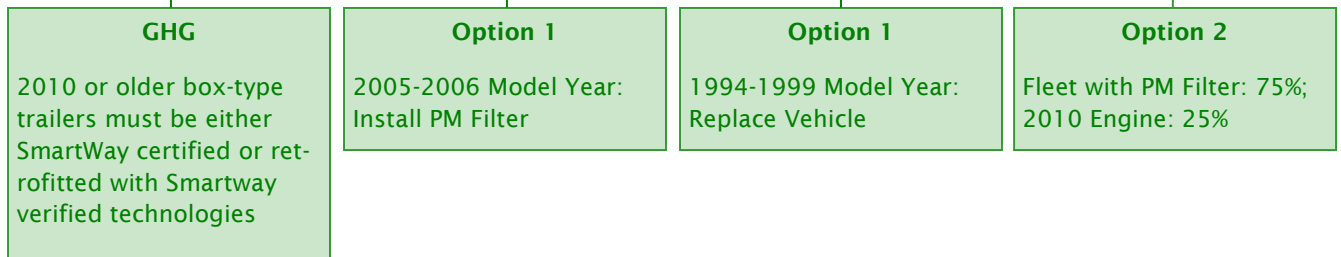 GHG
2010 or older box-type
trailers must be either
SmartWay certified or ret-
rofitted with Smartway
verified technologies
Option 1
2005-2006 Model Year:
Install PM Filter
Option 1
1994-1999 Model Year:
Replace Vehicle
Option 2
Fleet with PM Filter: 75%;
2010 Engine: 25%